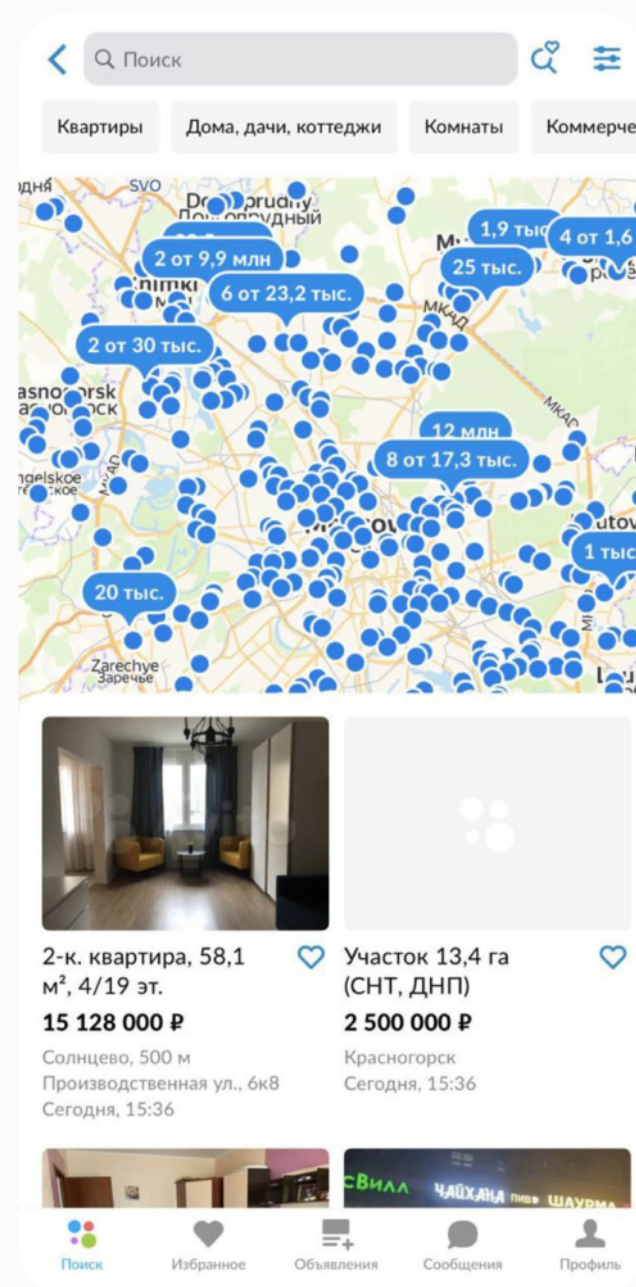 Поиск
Квартиры
Дома, дачи, коттеджи
Комнаты
Коммерче
SVO
2 от 9,9 млн
1,9 тыс
4 от 1,6
25 тыс.
6 от 23,2 тыс.
МКАД
2 от 30 тыс.
МКАД
12 млн
8 от 17,3 тыс.
МКАД
1 тыс
20 тыс.
Zarechye
Заречье
2-к. квартира, 58,1
м², 4/19 эт.
15 128 000 ₽
Солнцево, 500 м
Производственная ул., 6к8
Сегодня, 15:36
Участок 13,4 га
(СНТ, ДНП)
2 500 000 ₽
Красногорск
Сегодня, 15:36
ЧАЙХАНА
пиво
ШАУРМА
Поиск
Избранное
Объявления
Сообщения
Профиль